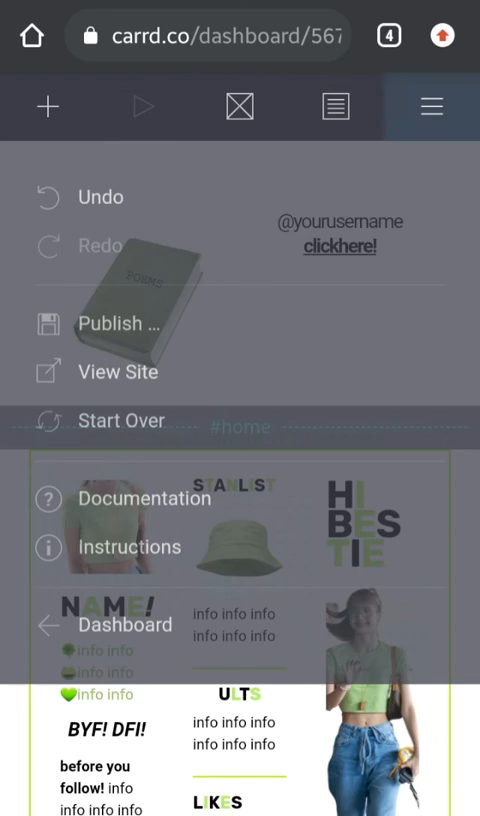 carrd.co/dashboard/567
4
Undo
@yourusername
clickhere!
Redo
POEMS
Publish ...
View Site
Start Over
#home
STANLIST
HI
BES
TIE
Documentation
Instructions
NAME!
info info info
info info info
Dashboard
info info
info info
info info
ULTS
BYF! DFI!
info info info
info info info
before you
follow! info
info info info
LIKES